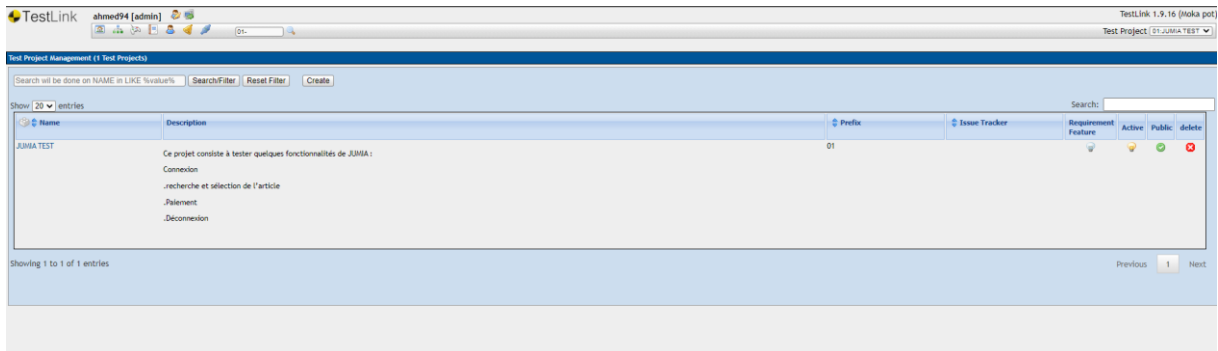 TestLink ahmed94 [admin] TestLink 1.9.16 (Moka pot)
01- Test Project 01:JUMIA TEST
Test Project Management (1 Test Projects)
Search will be done on NAME in LIKE %value% Search/Filter Reset Filter Create
Show 20 entries Search:
Name Description Prefix Issue Tracker Requirement Feature Active Public delete
JUMIA TEST Ce projet consiste à tester quelques fonctionnalités de JUMIA : 01
Connexion
.recherche et sélection de l'article
.Paiement
.Déconnexion
Showing 1 to 1 of 1 entries Previous 1 Next